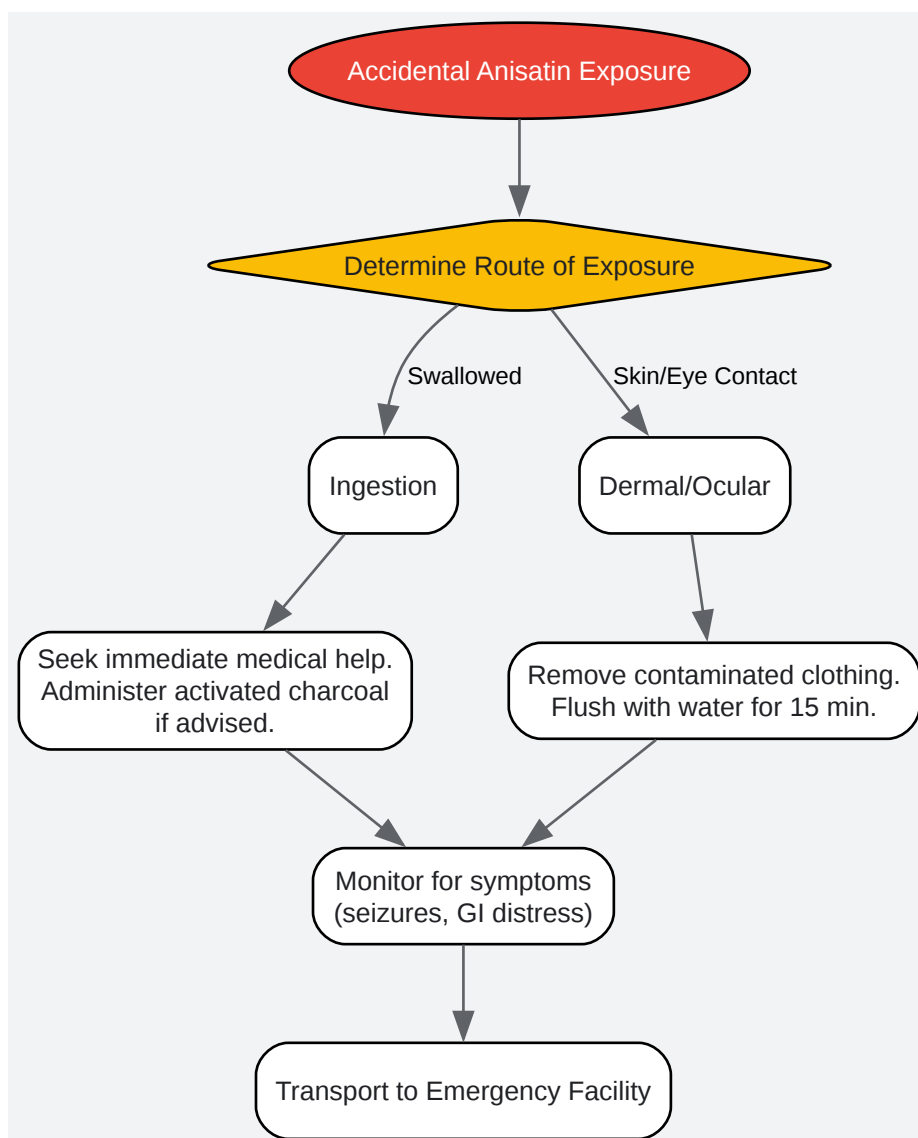 Accidental Anisatin Exposure
Determine Route of Exposure
Swallowed
Skin/Eye Contact
Ingestion
Dermal/Ocular
Seek immediate medical help.
Administer activated charcoal
if advised.
Remove contaminated clothing.
Flush with water for 15 min.
Monitor for symptoms
(seizures, GI distress)
Transport to Emergency Facility